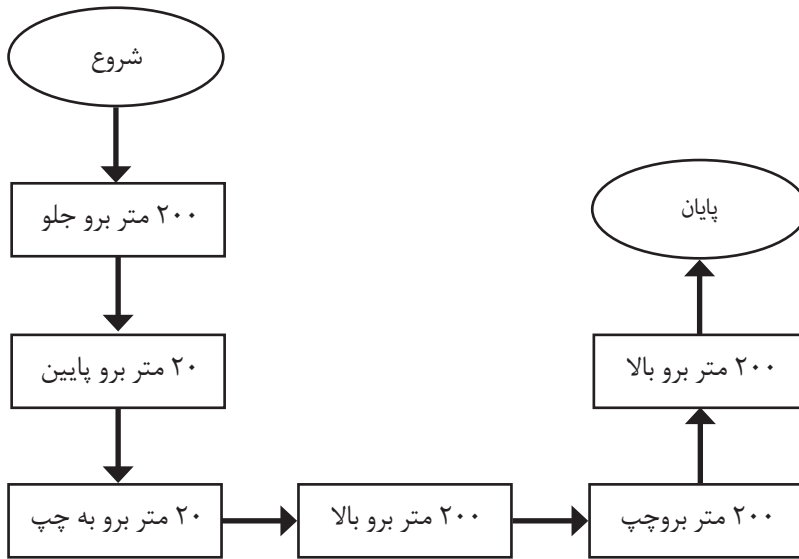 شروع
۲۰۰ متر برو جلو
۲۰ متر برو پایین
۲۰ متر برو به چپ
۲۰۰ متر برو بالا
۲۰۰ متر بروچپ
۲۰۰ متر برو بالا
پایان